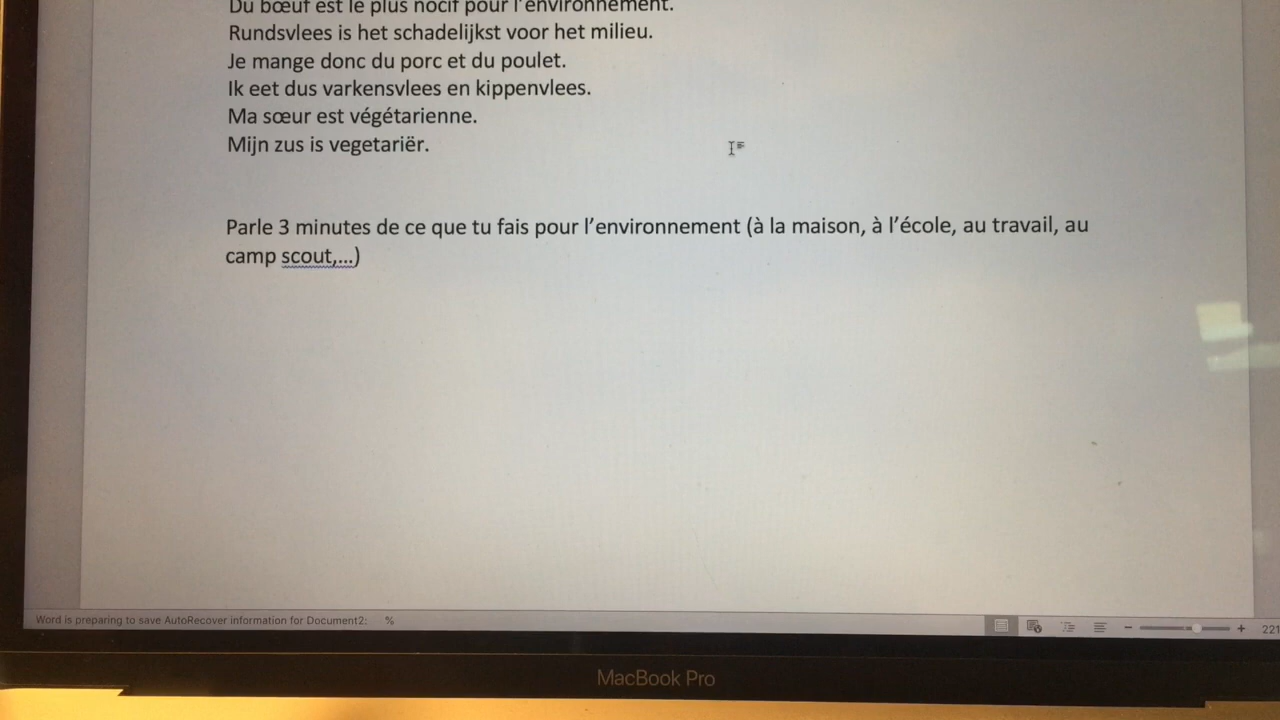 Du bœuf est le plus nocif pour l'environnement.
Rundsvlees is het schadelijkst voor het milieu.
Je mange donc du porc et du poulet.
Ik eet dus varkensvlees en kippenvlees.
Ma sœur est végétarienne.
Mijn zus is vegetariër.
Parle 3 minutes de ce que tu fais pour l’environnement (à la maison, à l’école, au travail, au
camp scout,...)
Word is preparing to save AutoRecover information for Document2: %
221
MacBook Pro